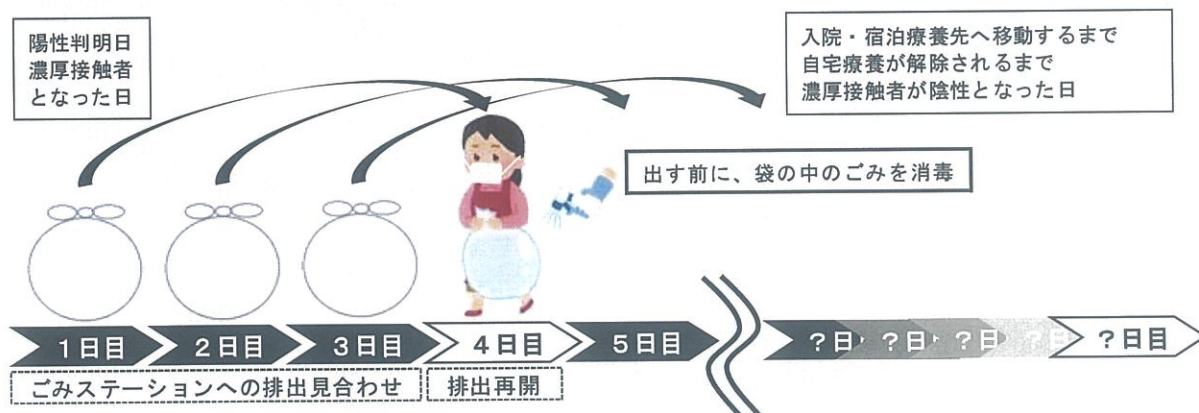 陽性判明日
濃厚接触者
となった日
入院・宿泊療養先へ移動するまで
自宅療養が解除されるまで
濃厚接触者が陰性となった日
出す前に、袋の中のごみを消毒
1日目
2日目
3日目
4日目
5日目
?日
?日
?日
?日
?日目
ごみステーションへの排出見合わせ
排出再開